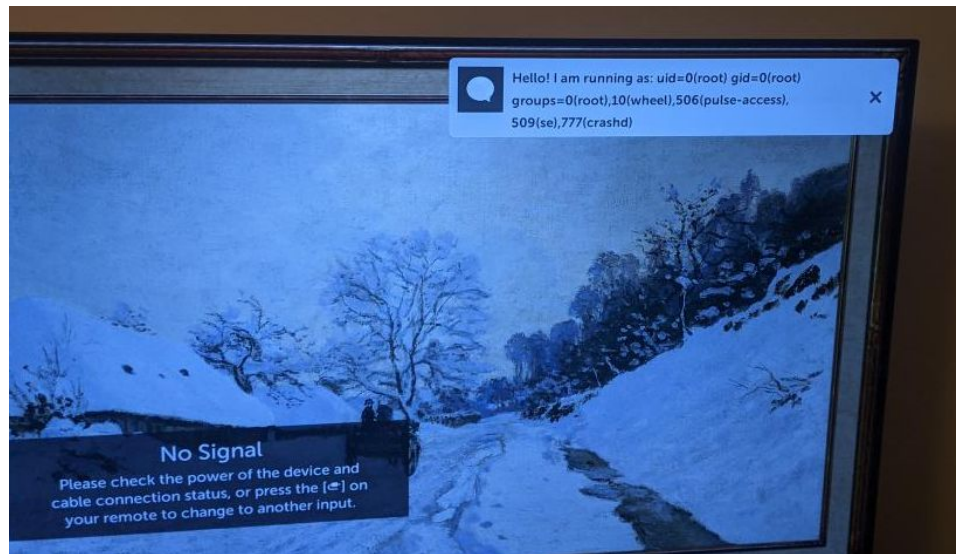 Hello! I am running as: uid=0(root) gid=0(root)
groups=0(root),10(wheel),506(pulse-access),
509(se),777(crashd)
No Signal
Please check the power of the device and
cable connection status, or press the [⮐] on
your remote to change to another input.